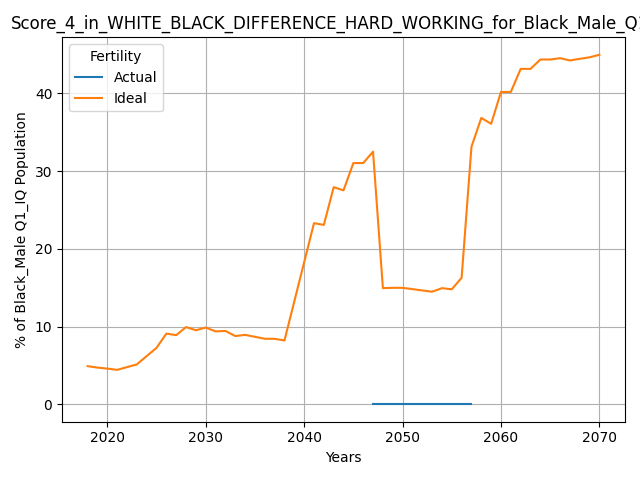 Score_4_in_WHITE_BLACK_DIFFERENCE_HARD_WORKING_for_Black_Male_Q1
Fertility
Actual
Ideal
% of Black_Male Q1_IQ Population
40
30
20
10
0
2020 2030 2040 2050 2060 2070
Years